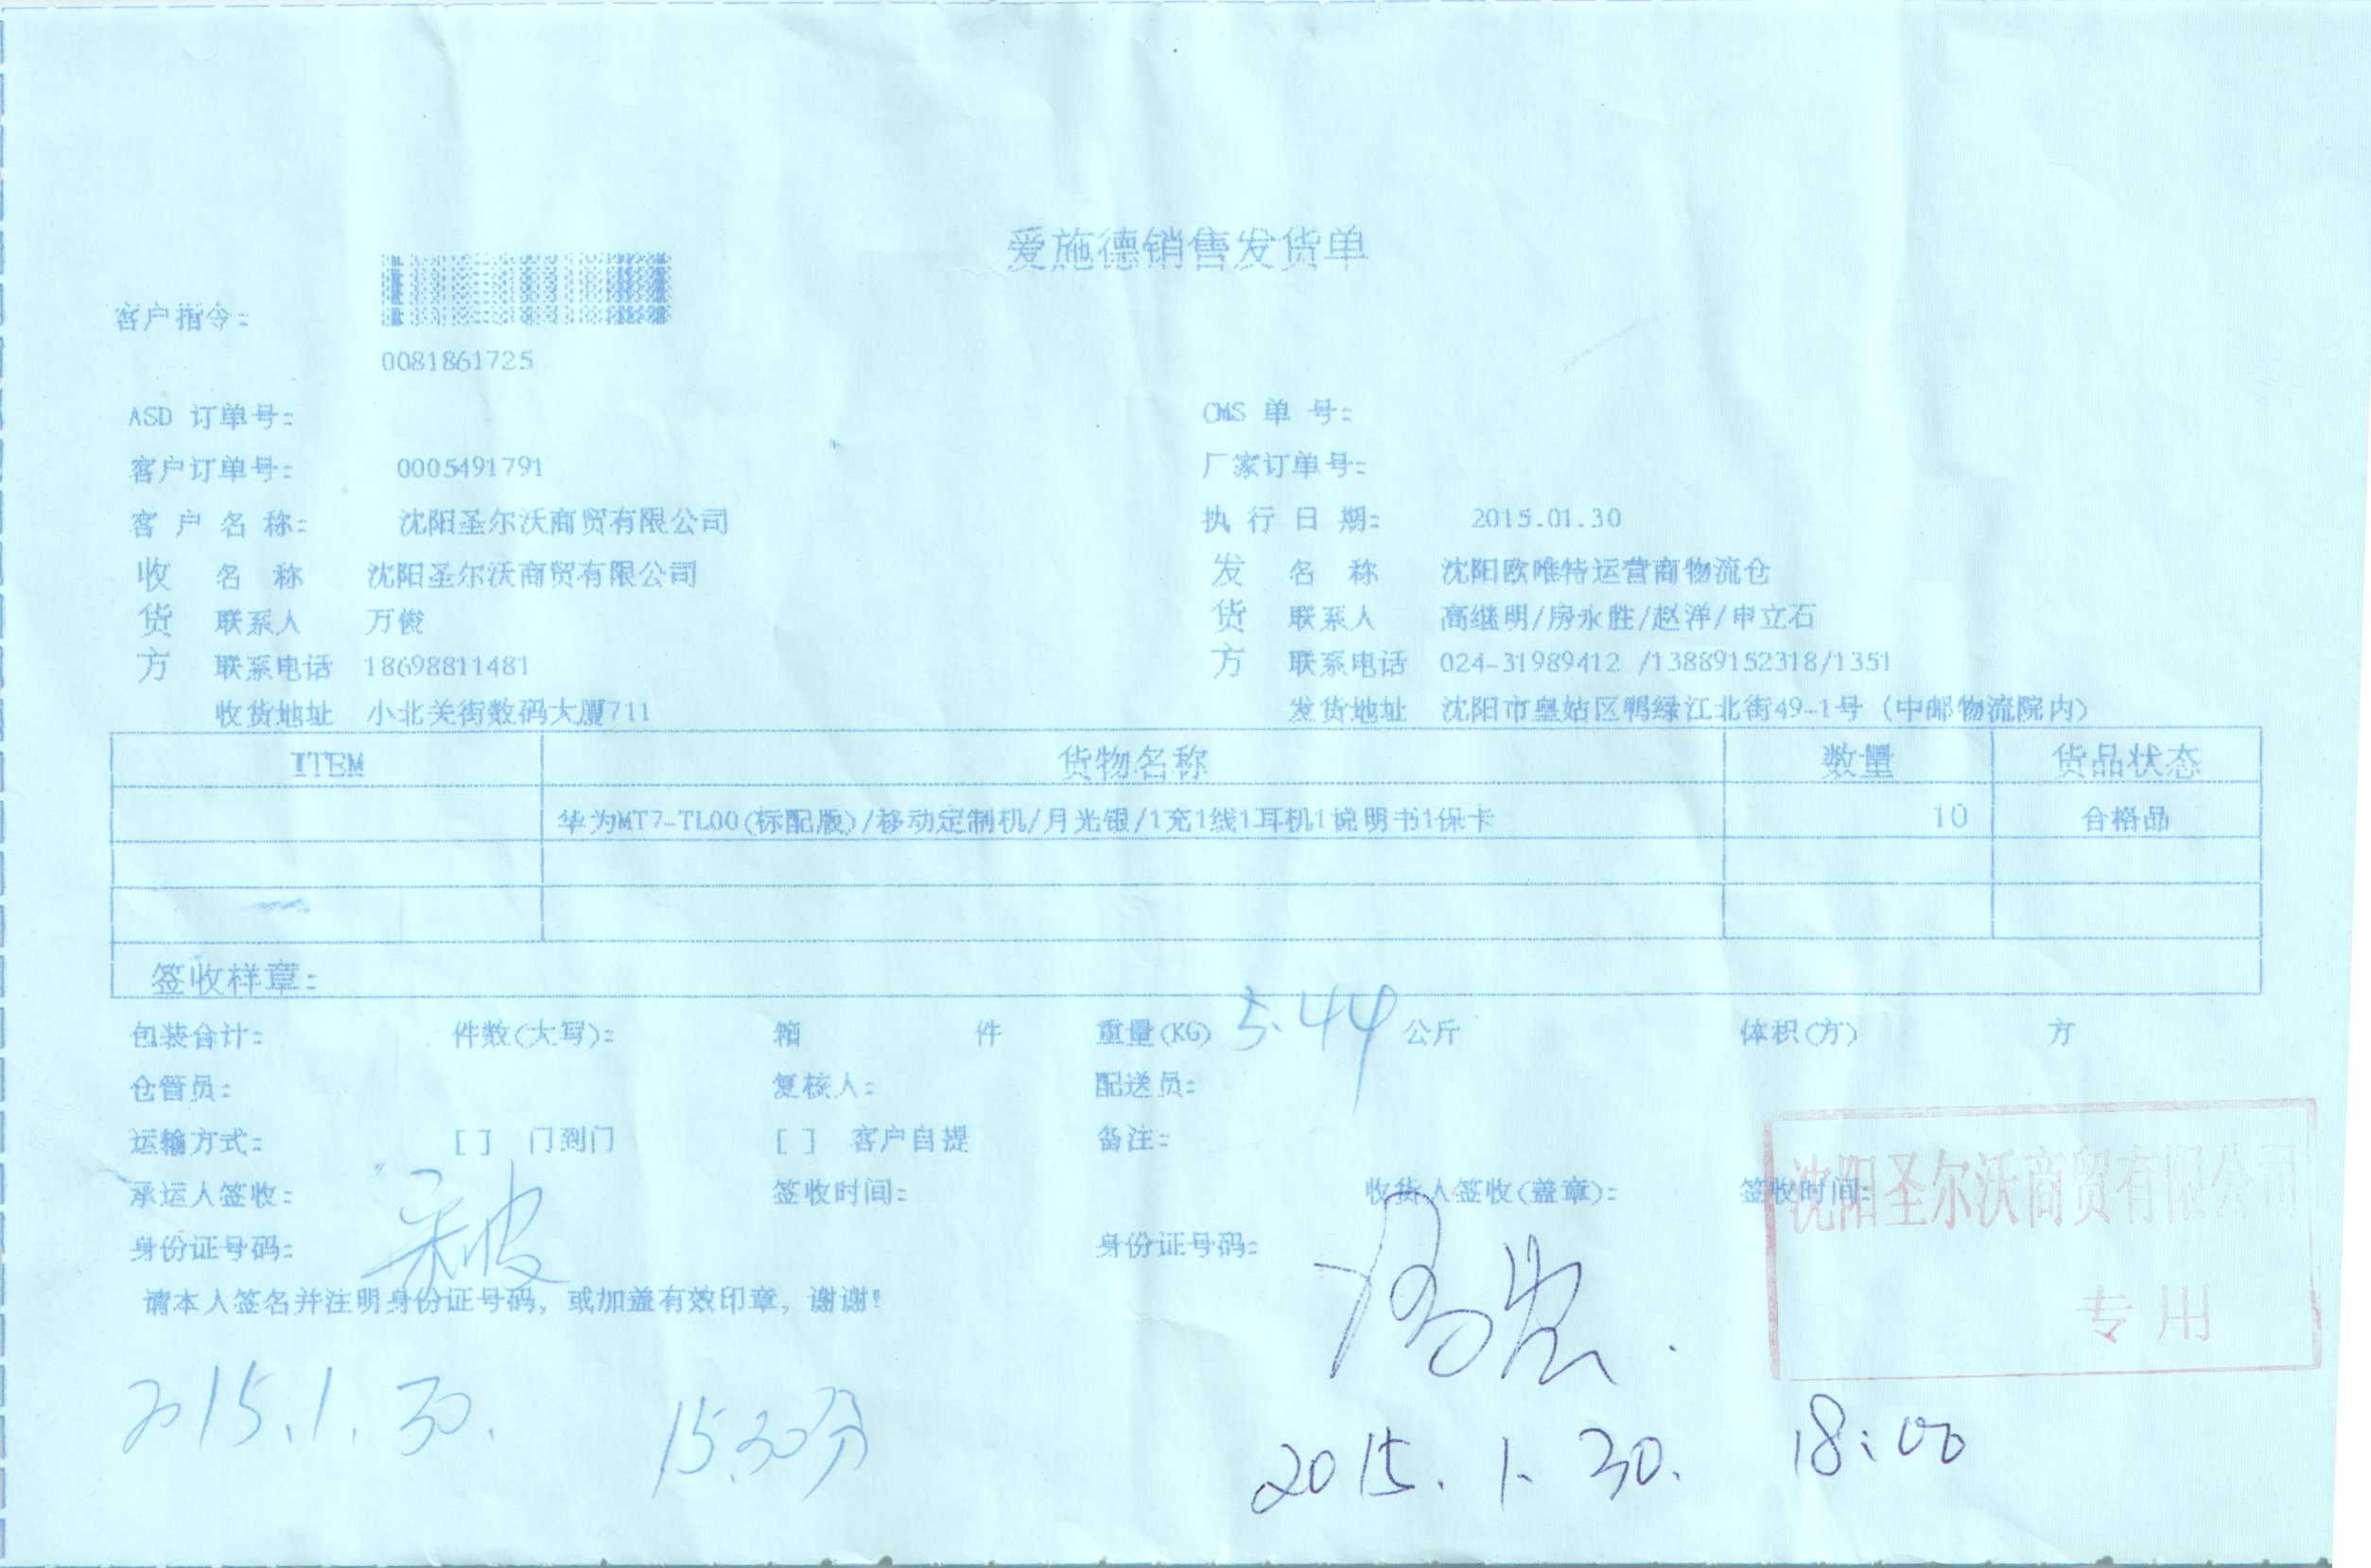 爱施德销售发货单
客户指令:
0081861725
ASD 订单号: CMS 单 号:
客户订单号: 0005491791 厂家订单号:
客 户 名 称: 沈阳圣尔沃商贸有限公司 执 行 日 期: 2015.01.30
收 名 称 沈阳圣尔沃商贸有限公司 发 名 称 沈阳欧唯特运营商物流仓
货 联系人 万俊 货 联系人 高继明/房永胜/赵洋/申立石
方 联系电话 18698811481 方 联系电话 024-31989412 /13889152318/1351
收货地址 小北关街数码大厦711 发货地址 沈阳市皇姑区鸭绿江北街49-1号 (中邮物流院内)
ITEM 货物名称 数量 货品状态
华为MT7-TL00(标配版)/移动定制机/月光银/1充1线1耳机1说明书1保卡 10 合格品
签收样章:
包装合计: 件数(大写): 箱 件 重量(KG) 5.44 公斤 体积(方) 方
仓管员: 复核人: 配送员:
运输方式: [ ] 门到门 [ ] 客户自提 备注:
承运人签收: 签收时间: 收货人签收(盖章): 签收时间:
沈阳圣尔沃商贸有限公司
身份证号码: 身份证号码:
请本人签名并注明身份证号码, 或加盖有效印章, 谢谢!
专用
2015.1.30. 15.30分
2015.1.30. 18:00